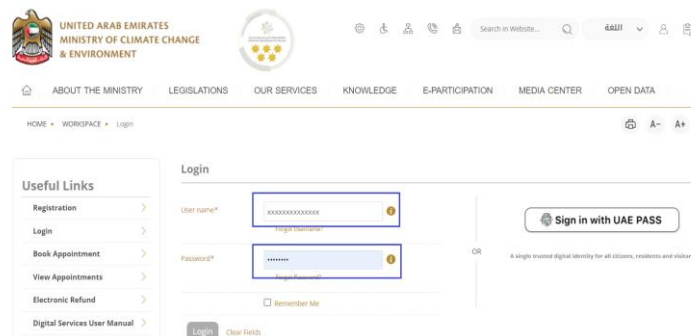 UNITED ARAB EMIRATES
MINISTRY OF CLIMATE CHANGE
& ENVIRONMENT
Search in Website...
اللغة
ABOUT THE MINISTRY LEGISLATIONS OUR SERVICES KNOWLEDGE E-PARTICIPATION MEDIA CENTER OPEN DATA
HOME WORKSPACE Login
A- A+
Useful Links
Registration
Login
Book Appointment
View Appointments
Electronic Refund
Digital Services User Manual
Login
User name*
xxxxxxxxxxxxxx
Forgot Username?
Password*
••••••••
Forgot Password?
Remember Me
Login Clear Fields
OR
Sign in with UAE PASS
A single trusted digital identity for all citizens, residents and visitor